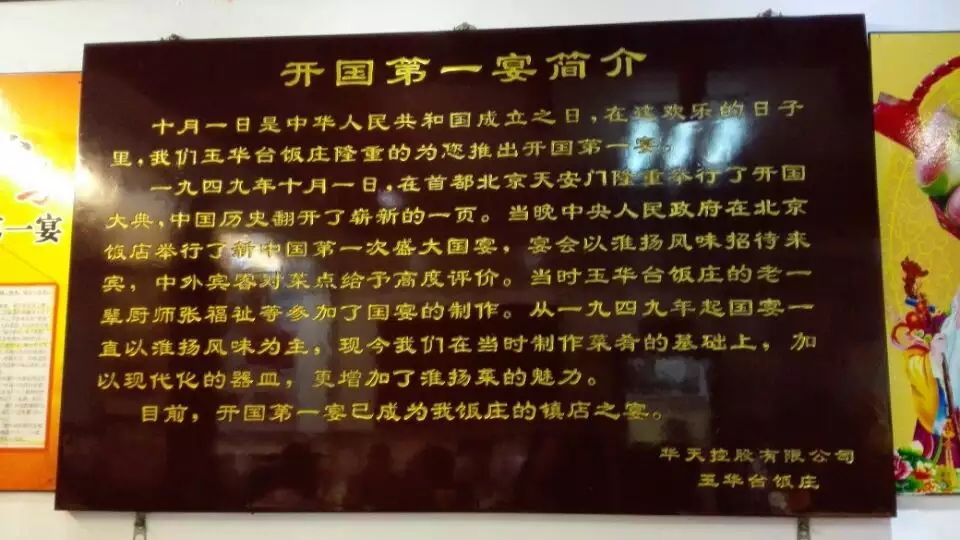 开国第一宴简介
十月一日是中华人民共和国成立之日，在这欢乐的日子
里，我们玉华台饭庄隆重的为您推出开国第一宴。
一九四九年十月一日，在首都北京天安门隆重举行了开国
大典，中国历史翻开了崭新的一页。当晚中央人民政府在北京
饭店举行了新中国第一次盛大国宴，宴会以淮扬风味招待来
宾，中外宾客对菜点给予高度评价。当时玉华台饭庄的老一
辈厨师张福祉等参加了国宴的制作。从一九四九年起国宴一
直以淮扬风味为主，现今我们在当时制作菜肴的基础上，加
以现代化的器皿，更增加了淮扬菜的魅力。
目前，开国第一宴已成为我饭庄的镇店之宴。
华天控股有限公司
玉华台饭庄
一宴